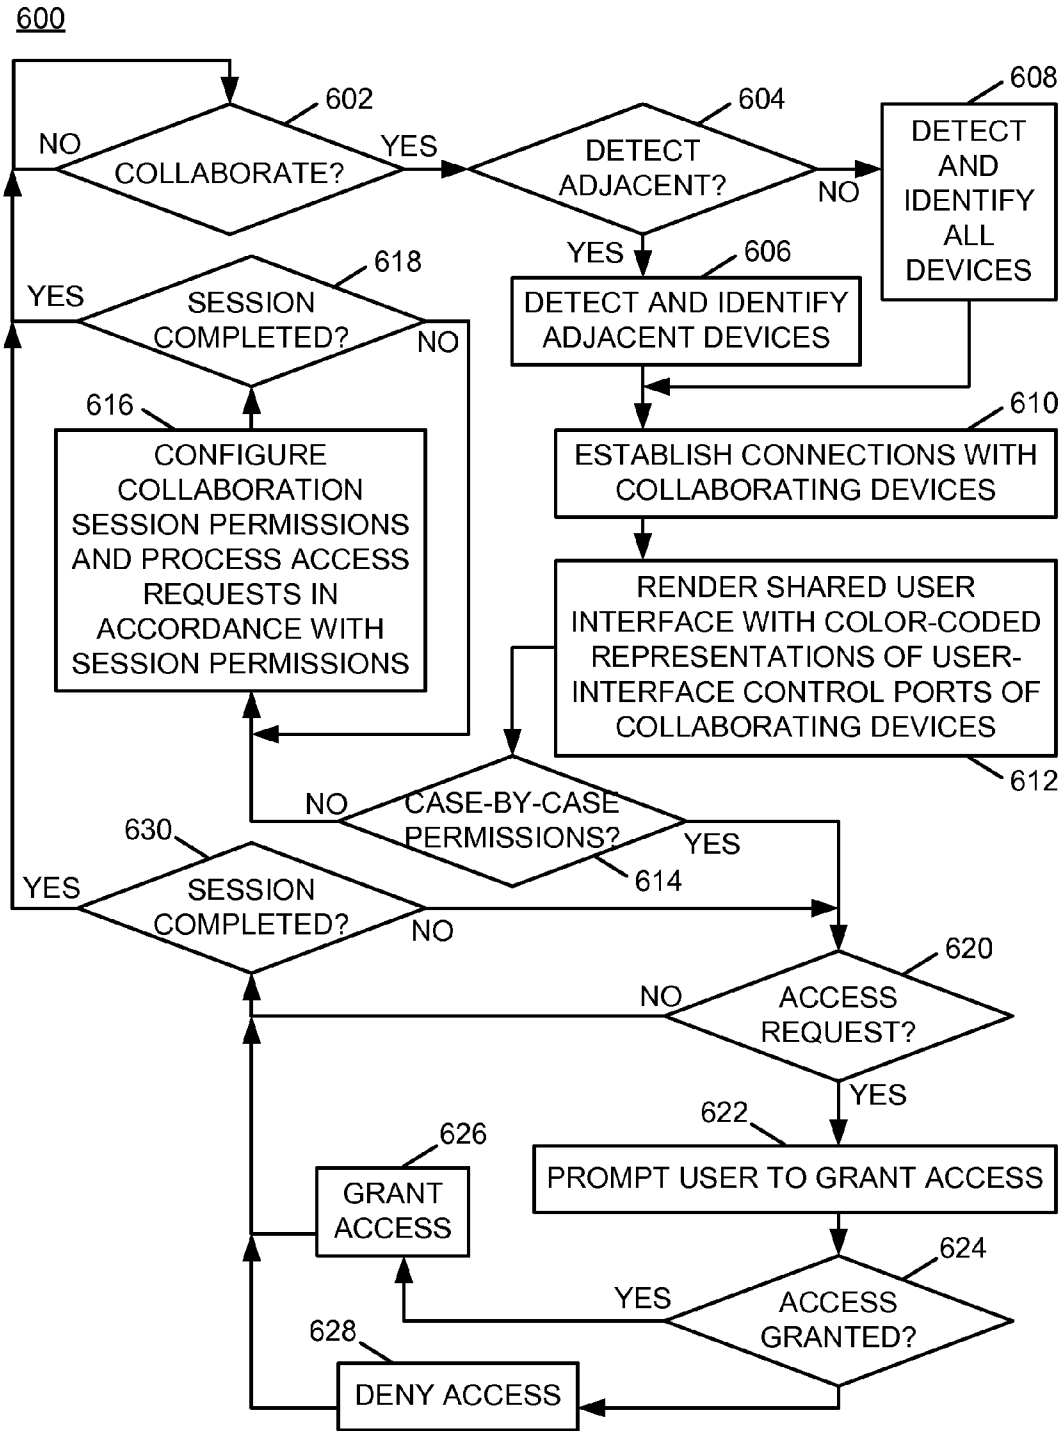 600
602
COLLABORATE?
NO
YES
604
DETECT
ADJACENT?
YES
NO
608
DETECT
AND
IDENTIFY
ALL
DEVICES
606
DETECT AND IDENTIFY
ADJACENT DEVICES
618
SESSION
COMPLETED?
YES
NO
610
ESTABLISH CONNECTIONS WITH
COLLABORATING DEVICES
616
CONFIGURE
COLLABORATION
SESSION PERMISSIONS
AND PROCESS ACCESS
REQUESTS IN
ACCORDANCE WITH
SESSION PERMISSIONS
RENDER SHARED USER
INTERFACE WITH COLOR-CODED
REPRESENTATIONS OF USER-
INTERFACE CONTROL PORTS OF
COLLABORATING DEVICES
612
CASE-BY-CASE
PERMISSIONS?
NO
YES
614
630
SESSION
COMPLETED?
YES
NO
620
ACCESS
REQUEST?
NO
YES
622
PROMPT USER TO GRANT ACCESS
626
GRANT
ACCESS
624
ACCESS
GRANTED?
YES
628
DENY ACCESS